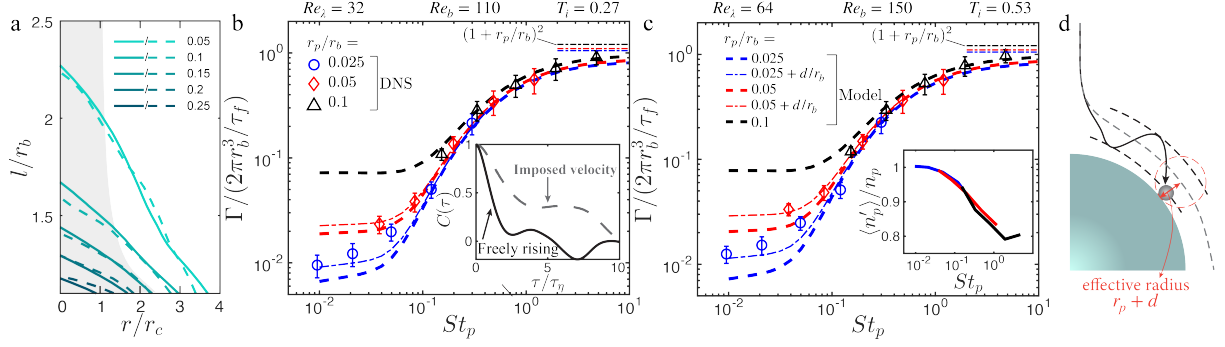 a
0.05
0.1
0.15
0.2
0.25
2.5
2
1.5
l/r_b
0 1 2 3 4
r/r_c
b
Re_λ = 32 Re_b = 110 T_i = 0.27
r_p/r_b =
0.025
0.05
0.1
DNS
(1 + r_p/r_b)^2
10^0
10^-1
10^-2
Γ/(2πr_b^3/τ_f)
10^-2 10^-1 10^0 10^1
St_p
1
0.5
0
C(τ)
Imposed velocity
Freely rising
0 5 10
τ/τ_η
c
Re_λ = 64 Re_b = 150 T_i = 0.53
r_p/r_b =
0.025
0.025 + d/r_b
0.05
0.05 + d/r_b
0.1
Model
(1 + r_p/r_b)^2
10^0
10^-1
10^-2
Γ/(2πr_b^3/τ_f)
10^-2 10^-1 10^0 10^1
St_p
1
0.9
0.8
⟨n'_p⟩/n_p
10^-2 10^-1 10^0
St_p
d
effective radius
r_p + d